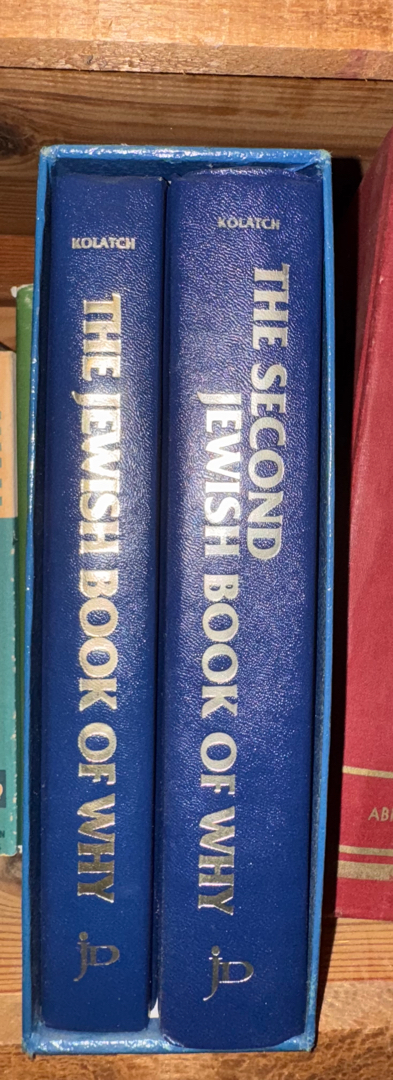 KOLATCH
THE JEWISH BOOK OF WHY
JD
KOLATCH
THE SECOND
JEWISH BOOK OF WHY
JD